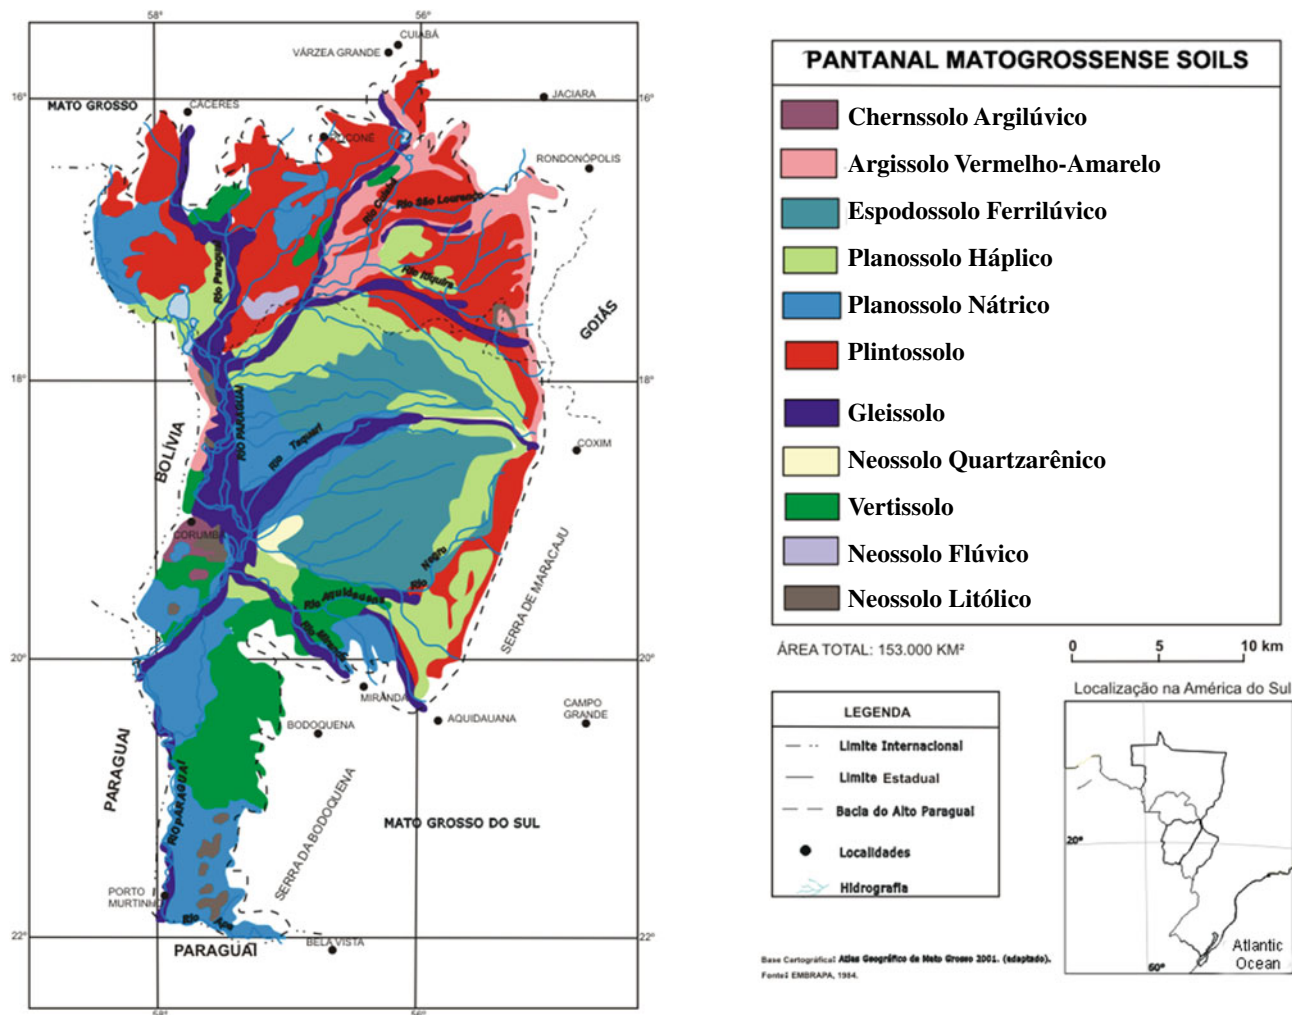 58°
56°
CUIABÁ
VÁRZEA GRANDE
16°
16°
MATO GROSSO
CÁCERES
JACIARA
POCONÉ
RONDONÓPOLIS
Rio Cuiabá
Rio São Lourenço
Rio Paraguai
Rio Riquira
GOIÁS
18°
18°
BOLÍVIA
RIO PARAGUAI
Rio Taquari
COXIM
CORUMB
Rio Negro
SERRA DE MARACAJU
Rio Aquidauana
Rio Miranda
20°
20°
MIRANDA
AQUIDAUANA
CAMPO
GRANDE
BODOQUENA
PARAGUAI
RIO PARAGUAI
SERRA DA BODOQUENA
MATO GROSSO DO SUL
PORTO
MURTINHO
Rio Apa
22°
22°
PARAGUAI
BELA VISTA
58°
56°
PANTANAL MATOGROSSENSE SOILS
Chernssolo Argilúvico
Argissolo Vermelho-Amarelo
Espodossolo Ferrilúvico
Planossolo Háplico
Planossolo Nátrico
Plintossolo
Gleissolo
Neossolo Quartzarênico
Vertissolo
Neossolo Flúvico
Neossolo Litólico
ÁREA TOTAL: 153.000 KM²
0 5 10 km
LEGENDA
Limite Internacional
Limite Estadual
Bacia do Alto Paraguai
Localidades
Hidrografia
Localização na América do Sul
20°
60°
Atlantic
Ocean
Base Cartográfica: Atlas Geográfico de Mato Grosso 2001. (adaptado).
Fonte: EMBRAPA, 1984.